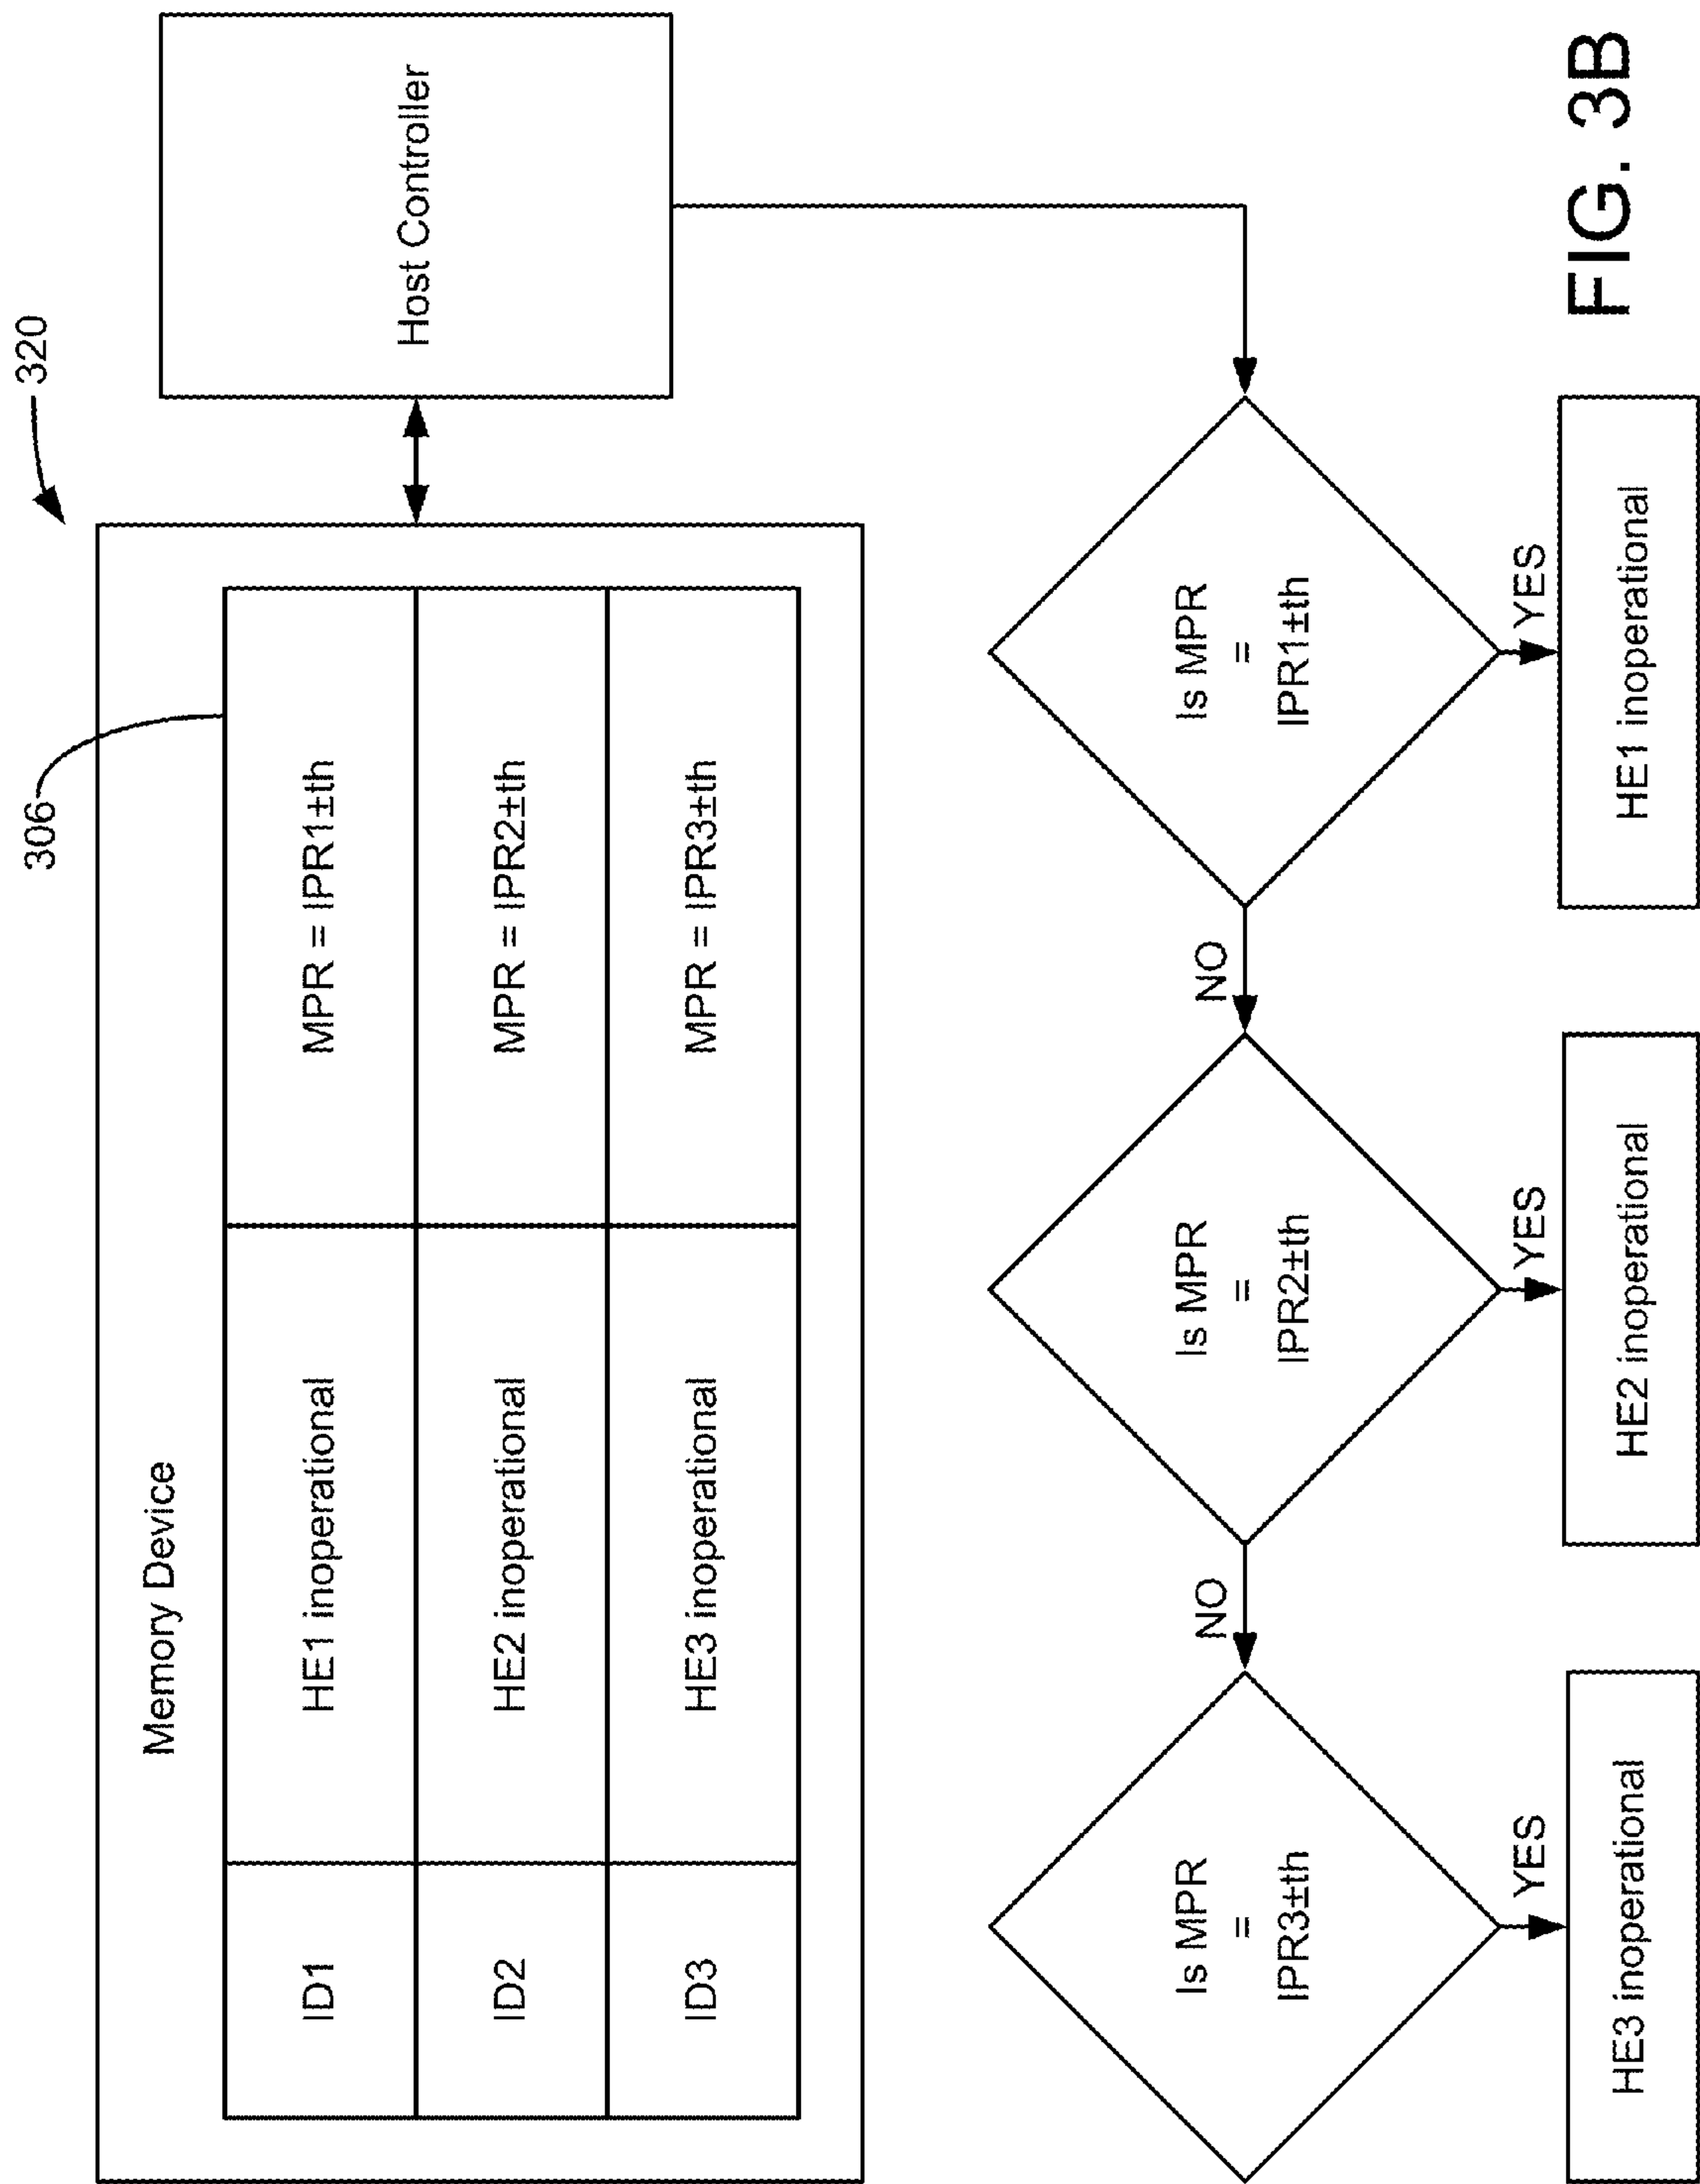 306
320
Memory Device
ID1
HE1 inoperational
MPR = IPR1±th
ID2
HE2 inoperational
MPR = IPR2±th
ID3
HE3 inoperational
MPR = IPR3±th
Host Controller
Is MPR
=
IPR1±th
YES
HE1 inoperational
NO
Is MPR
=
IPR2±th
YES
HE2 inoperational
NO
Is MPR
=
IPR3±th
YES
HE3 inoperational
FIG. 3B